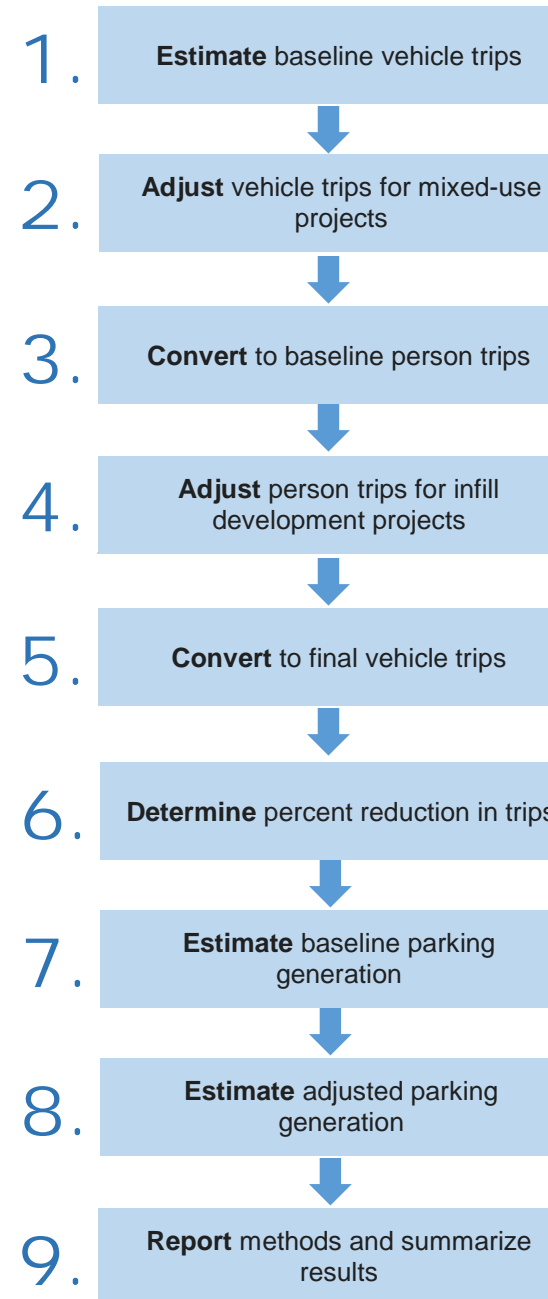 1. Estimate baseline vehicle trips
2. Adjust vehicle trips for mixed-use
projects
3. Convert to baseline person trips
4. Adjust person trips for infill
development projects
5. Convert to final vehicle trips
6. Determine percent reduction in trips
7. Estimate baseline parking
generation
8. Estimate adjusted parking
generation
9. Report methods and summarize
results